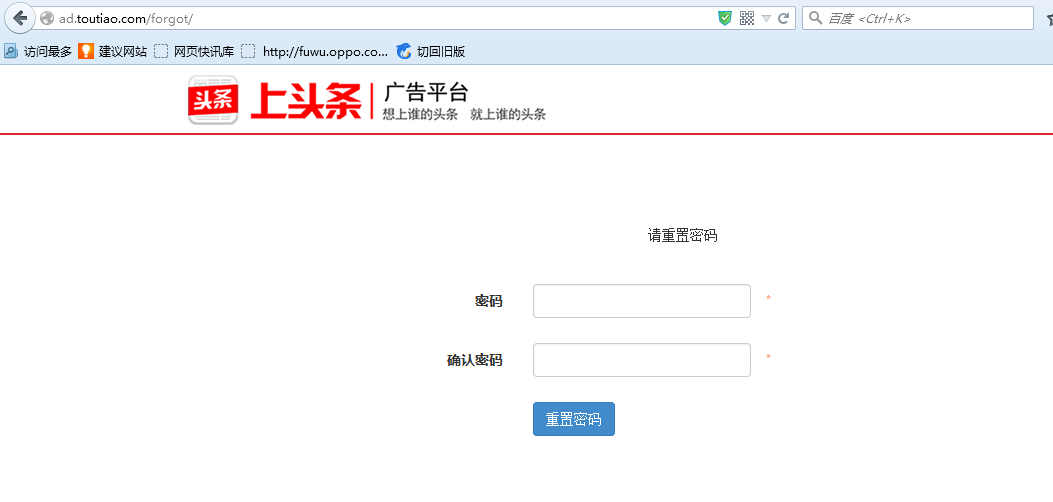 ad.toutiao.com/forgot/
百度 <Ctrl+K>
访问最多 建议网站 网页快讯库 http://fuwu.oppo.co... 切回旧版
头条 上头条 广告平台
想上谁的头条 就上谁的头条
请重置密码
密码 *
确认密码 *
重置密码